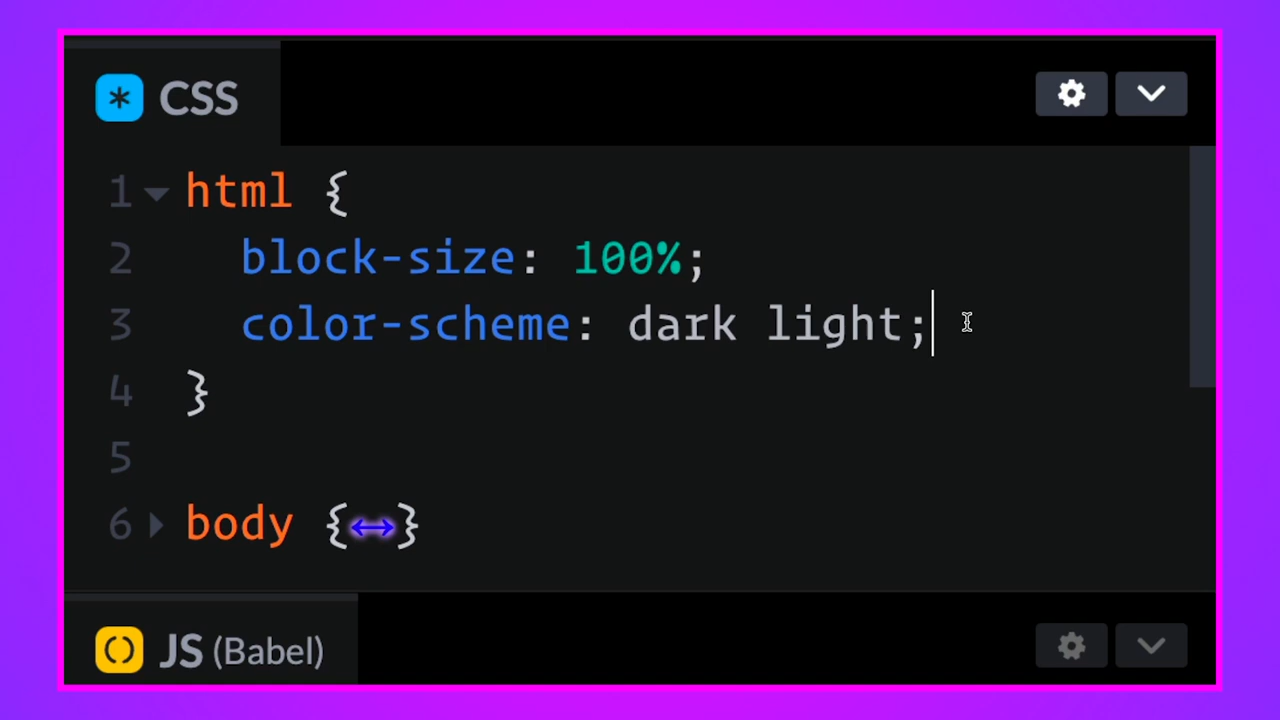 CSS
1 html {
2 block-size: 100%;
3 color-scheme: dark light;
4 }
5
6 body {↔}
JS (Babel)